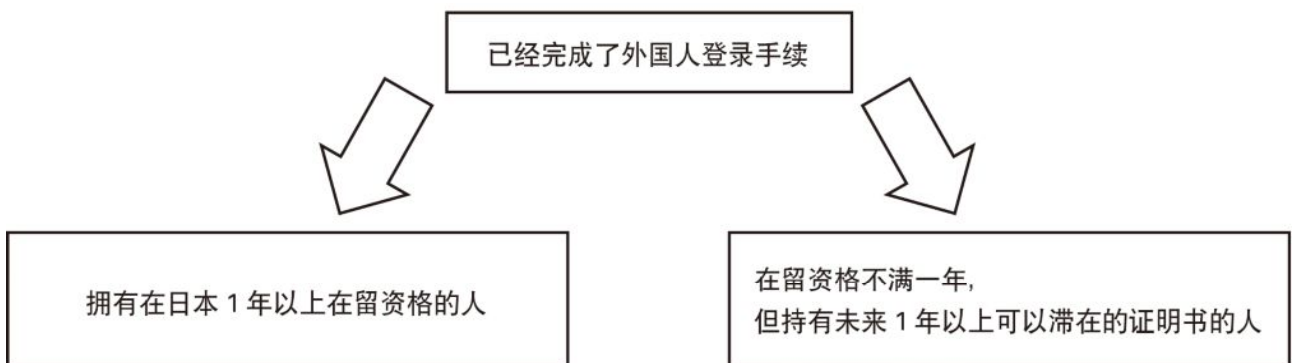 已经完成了外国人登录手续
拥有在日本 1 年以上在留资格的人
在留资格不满一年,
但持有未来 1 年以上可以滞在的证明书的人